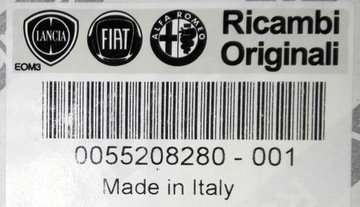 LANCIA FIAT ALFA ROMEO Ricambi
Originali
EOM3
0055208280 - 001
Made in Italy